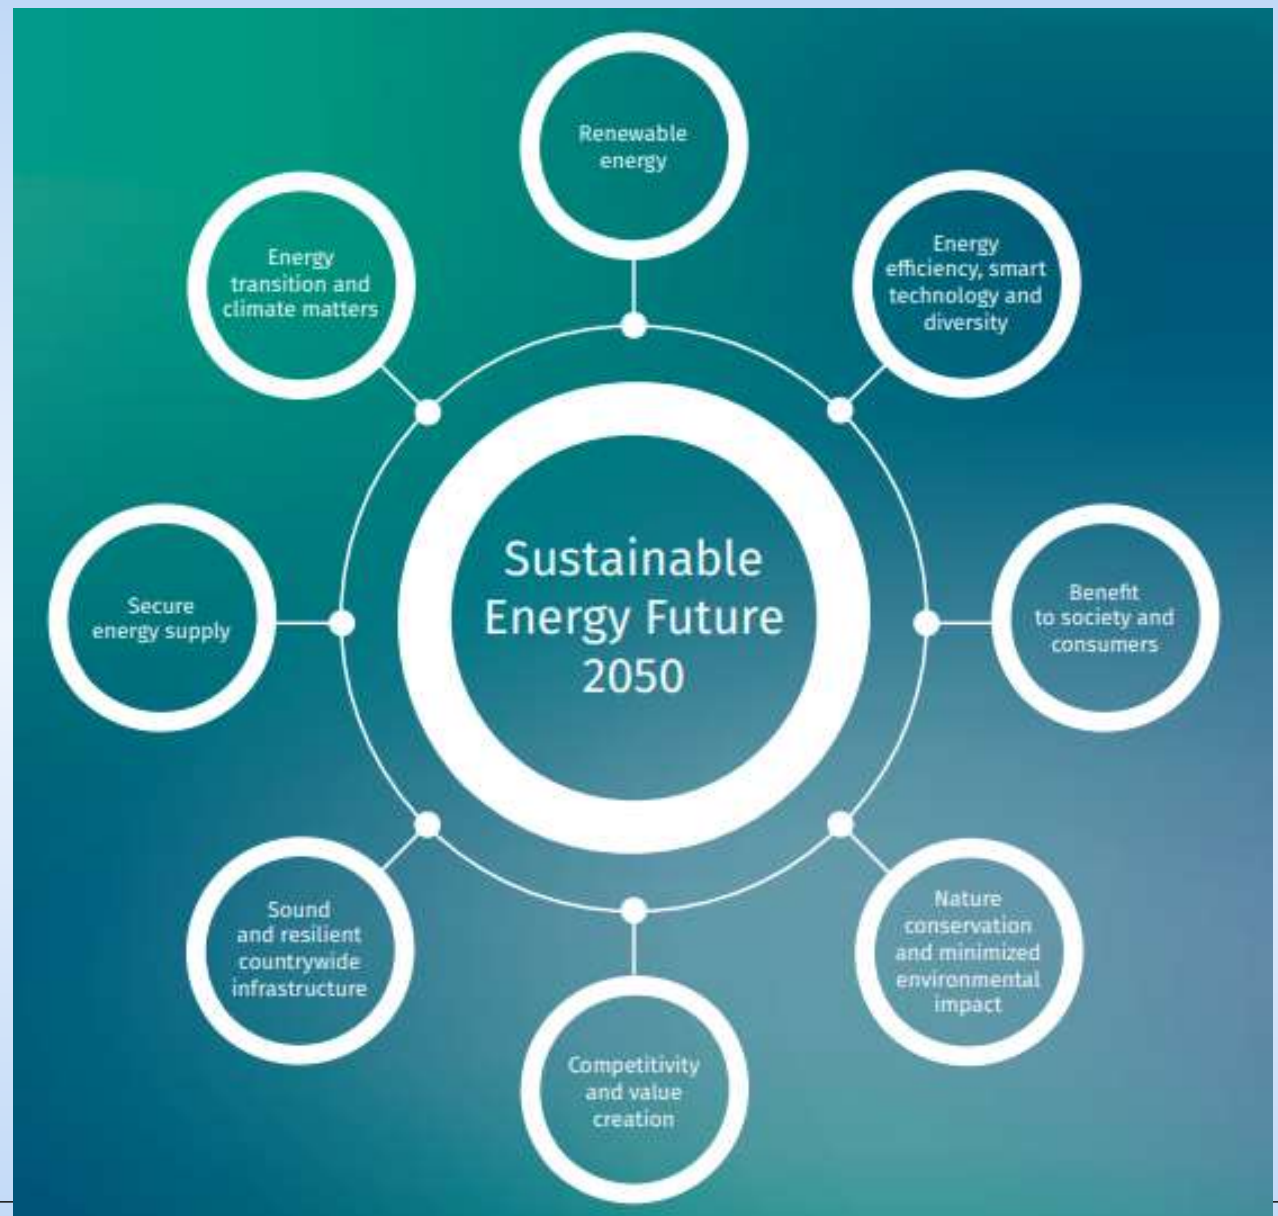 Renewable
energy
Energy
efficiency, smart
technology and
diversity
Benefit
to society and
consumers
Nature
conservation
and minimized
environmental
impact
Competitivity
and value
creation
Sound
and resilient
countrywide
infrastructure
Secure
energy supply
Energy
transition and
climate matters
Sustainable
Energy Future
2050